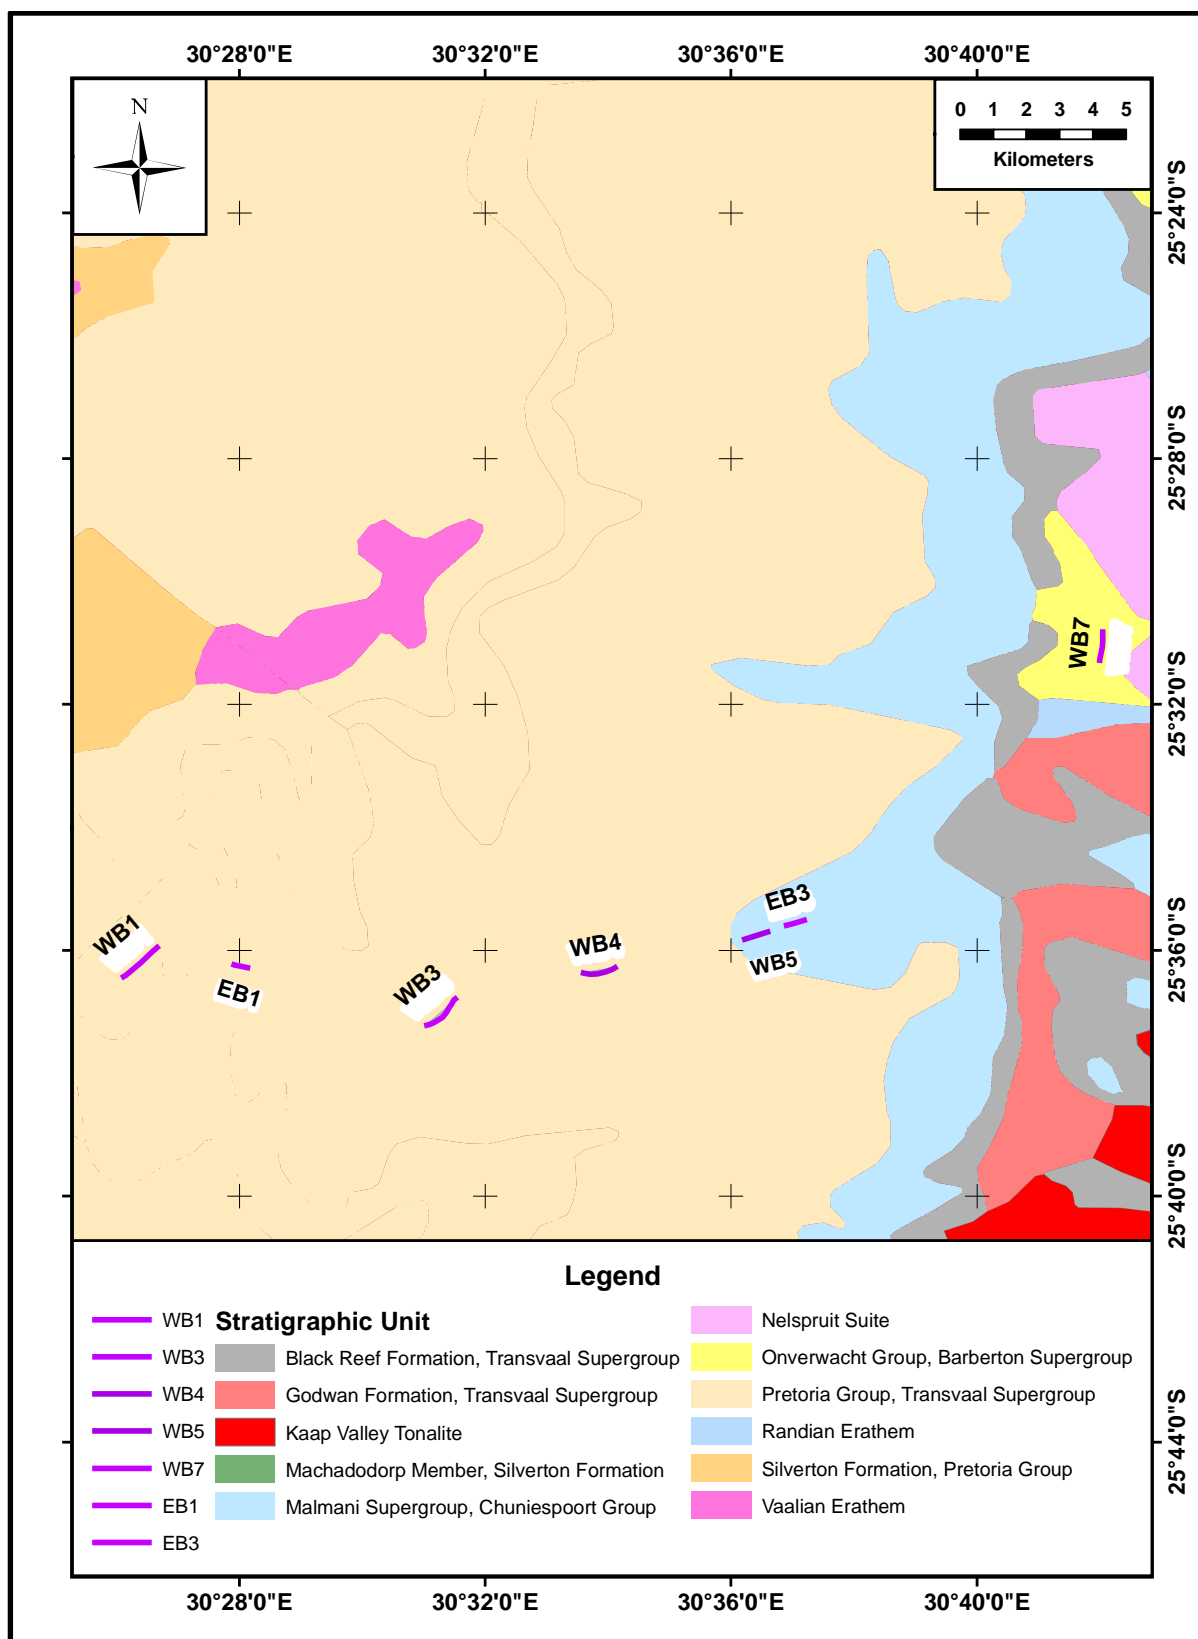 30°28'0"E 30°32'0"E 30°36'0"E 30°40'0"E
N
0 1 2 3 4 5
Kilometers
25°24'0"S
25°28'0"S
25°32'0"S
25°36'0"S
25°40'0"S
25°44'0"S
WB7
WB1
EB1
WB3
WB4
EB3
WB5
Legend
WB1
WB3
WB4
WB5
WB7
EB1
EB3
Stratigraphic Unit
Black Reef Formation, Transvaal Supergroup
Godwan Formation, Transvaal Supergroup
Kaap Valley Tonalite
Machadodorp Member, Silverton Formation
Malmani Supergroup, Chuniespoort Group
Nelspruit Suite
Onverwacht Group, Barberton Supergroup
Pretoria Group, Transvaal Supergroup
Randian Erathem
Silverton Formation, Pretoria Group
Vaalian Erathem
30°28'0"E 30°32'0"E 30°36'0"E 30°40'0"E